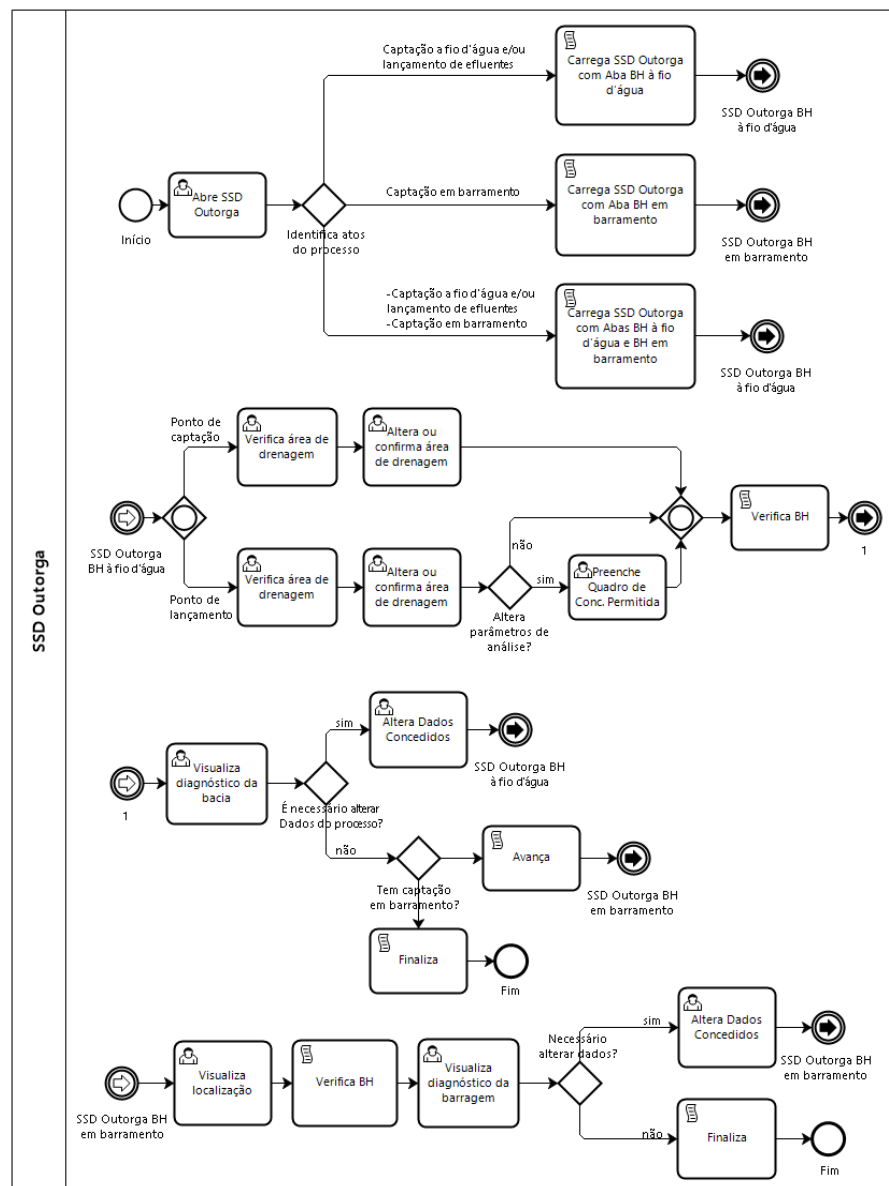 SSD Outorga
Captação a fio d'água e/ou
lançamento de efluentes
Carrega SSD Outorga
com Aba BH à fio
d'água
SSD Outorga BH
à fio d'água
Início
Abre SSD
Outorga
Identifica atos
do processo
Captação em barramento
Carrega SSD Outorga
com Aba BH em
barramento
SSD Outorga BH
em barramento
-Captação a fio d'água e/ou
lançamento de efluentes
-Captação em barramento
Carrega SSD Outorga
com Abas BH à fio
d'água e BH em
barramento
SSD Outorga BH
à fio d'água
SSD Outorga
BH à fio d'água
Ponto de
captação
Verifica área de
drenagem
Altera ou
confirma área
de drenagem
Ponto de
lançamento
Verifica área de
drenagem
Altera ou
confirma área
de drenagem
Altera
parâmetros de
análise?
não
sim
Preenche
Quadro de
Conc. Permitida
Verifica BH
1
1
Visualiza
diagnóstico da
bacia
É necessário alterar
Dados do processo?
sim
Altera Dados
Concedidos
SSD Outorga BH
à fio d'água
não
Tem captação
em barramento?
Avança
SSD Outorga BH
em barramento
Finaliza
Fim
SSD Outorga BH
em barramento
Visualiza
localização
Verifica BH
Visualiza
diagnóstico da
barragem
Necessário
alterar dados?
sim
Altera Dados
Concedidos
SSD Outorga BH
em barramento
não
Finaliza
Fim